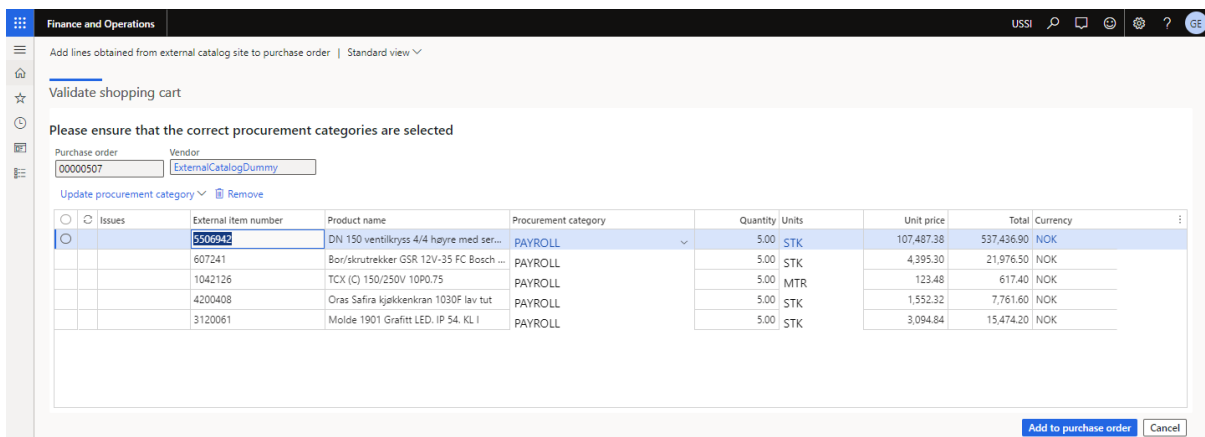 Finance and Operations USSI ? GE
Add lines obtained from external catalog site to purchase order | Standard view
Validate shopping cart
Please ensure that the correct procurement categories are selected
Purchase order Vendor
00000507 ExternalCatalogDummy
Update procurement category Remove
Issues External item number Product name Procurement category Quantity Units Unit price Total Currency
5506942 DN 150 ventilkryss 4/4 høyre med ser... PAYROLL 5.00 STK 107,487.38 537,436.90 NOK
607241 Bor/skrutrekker GSR 12V-35 FC Bosch ... PAYROLL 5.00 STK 4,395.30 21,976.50 NOK
1042126 TCX (C) 150/250V 10P0.75 PAYROLL 5.00 MTR 123.48 617.40 NOK
4200408 Oras Safira kjøkkenkran 1030F lav tut PAYROLL 5.00 STK 1,552.32 7,761.60 NOK
3120061 Molde 1901 Grafitt LED. IP 54. KL I PAYROLL 5.00 STK 3,094.84 15,474.20 NOK
Add to purchase order Cancel